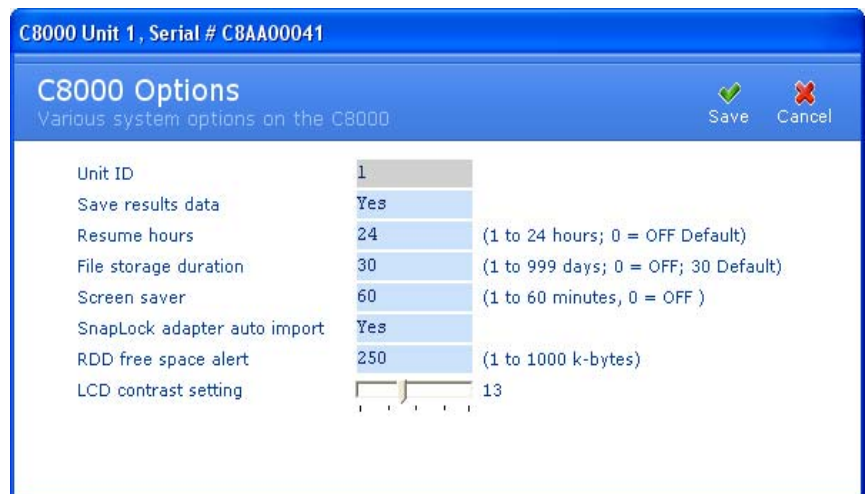 C8000 Unit 1, Serial # C8AA00041
C8000 Options
Various system options on the C8000
Save Cancel
Unit ID 1
Save results data Yes
Resume hours 24 (1 to 24 hours; 0 = OFF Default)
File storage duration 30 (1 to 999 days; 0 = OFF; 30 Default)
Screen saver 60 (1 to 60 minutes, 0 = OFF )
SnapLock adapter auto import Yes
RDD free space alert 250 (1 to 1000 k-bytes)
LCD contrast setting 13